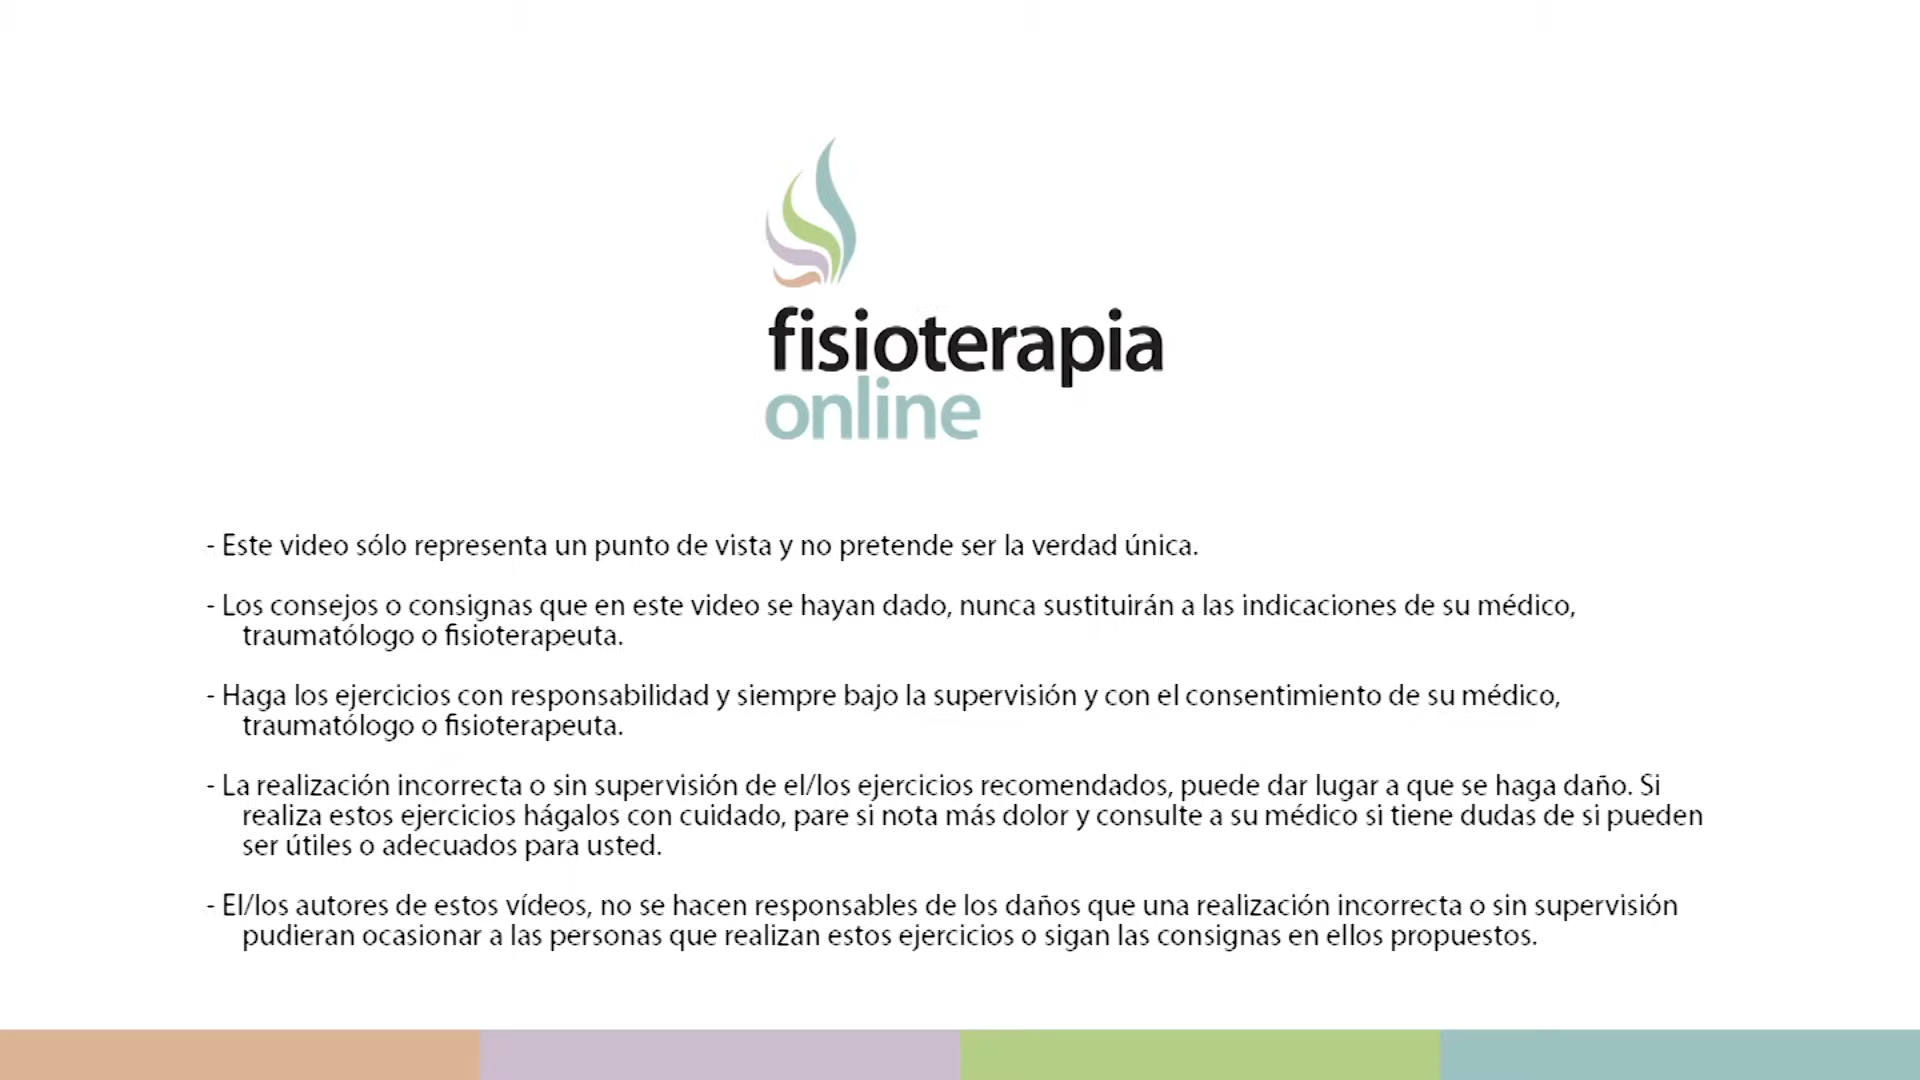 fisioterapia
online
- Este video sólo representa un punto de vista y no pretende ser la verdad única.
- Los consejos o consignas que en este video se hayan dado, nunca sustituirán a las indicaciones de su médico,
traumatólogo o fisioterapeuta.
- Haga los ejercicios con responsabilidad y siempre bajo la supervisión y con el consentimiento de su médico,
traumatólogo o fisioterapeuta.
- La realización incorrecta o sin supervisión de el/los ejercicios recomendados, puede dar lugar a que se haga daño. Si
realiza estos ejercicios hágalos con cuidado, pare si nota más dolor y consulte a su médico si tiene dudas de si pueden
ser útiles o adecuados para usted.
- El/los autores de estos vídeos, no se hacen responsables de los daños que una realización incorrecta o sin supervisión
pudieran ocasionar a las personas que realizan estos ejercicios o sigan las consignas en ellos propuestos.